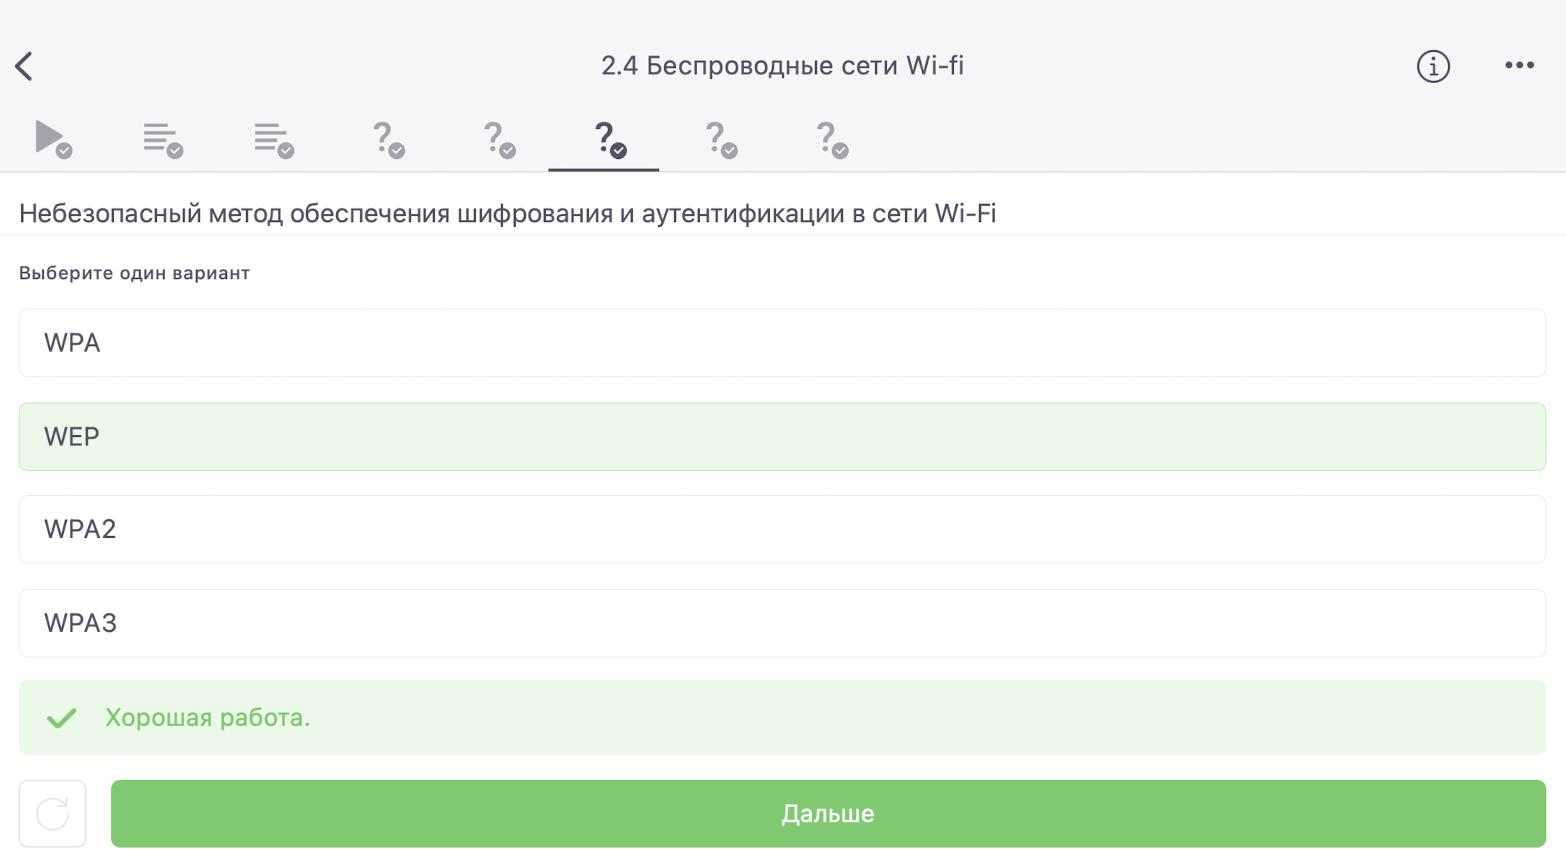 2.4 Беспроводные сети Wi-fi
Небезопасный метод обеспечения шифрования и аутентификации в сети Wi-Fi
Выберите один вариант
WPA
WEP
WPA2
WPA3
Хорошая работа.
Дальше